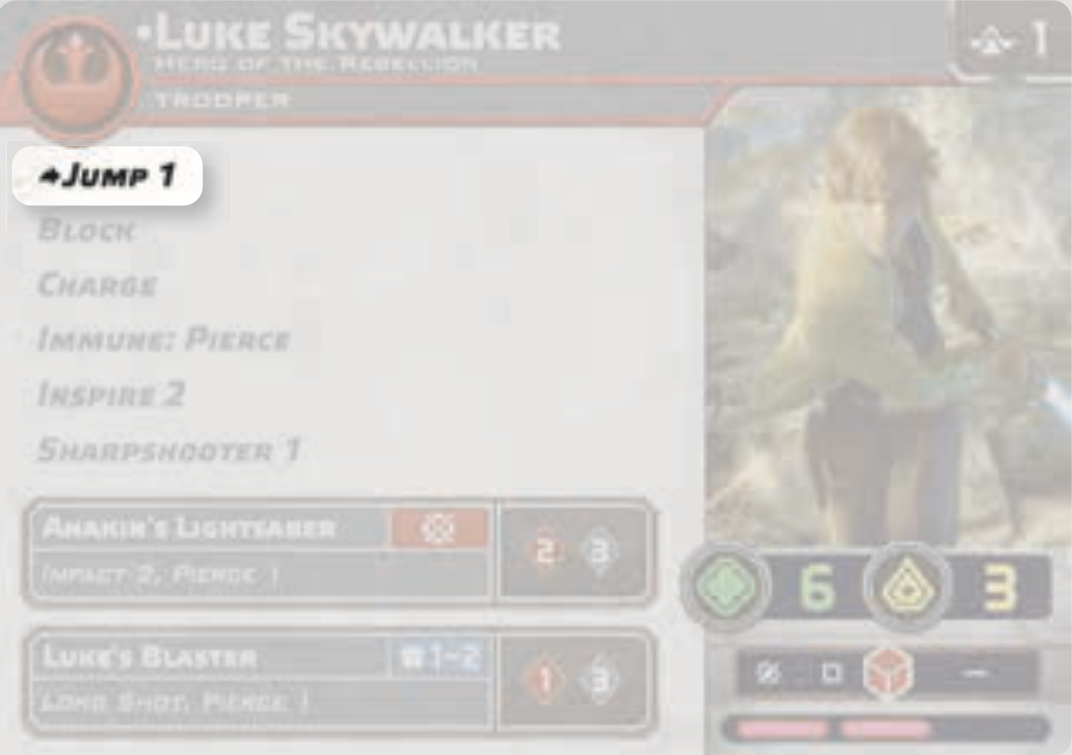 •Luke Skywalker
Hero of the Rebellion
1
Trooper
Jump 1
Block
Charge
Immune: Pierce
Inspire 2
Sharpshooter 1
Anakin's Lightsaber
2 3
Impact 2, Pierce 1
6 3
Luke's Blaster
1-2
1 3
Long Shot, Pierce 1
–